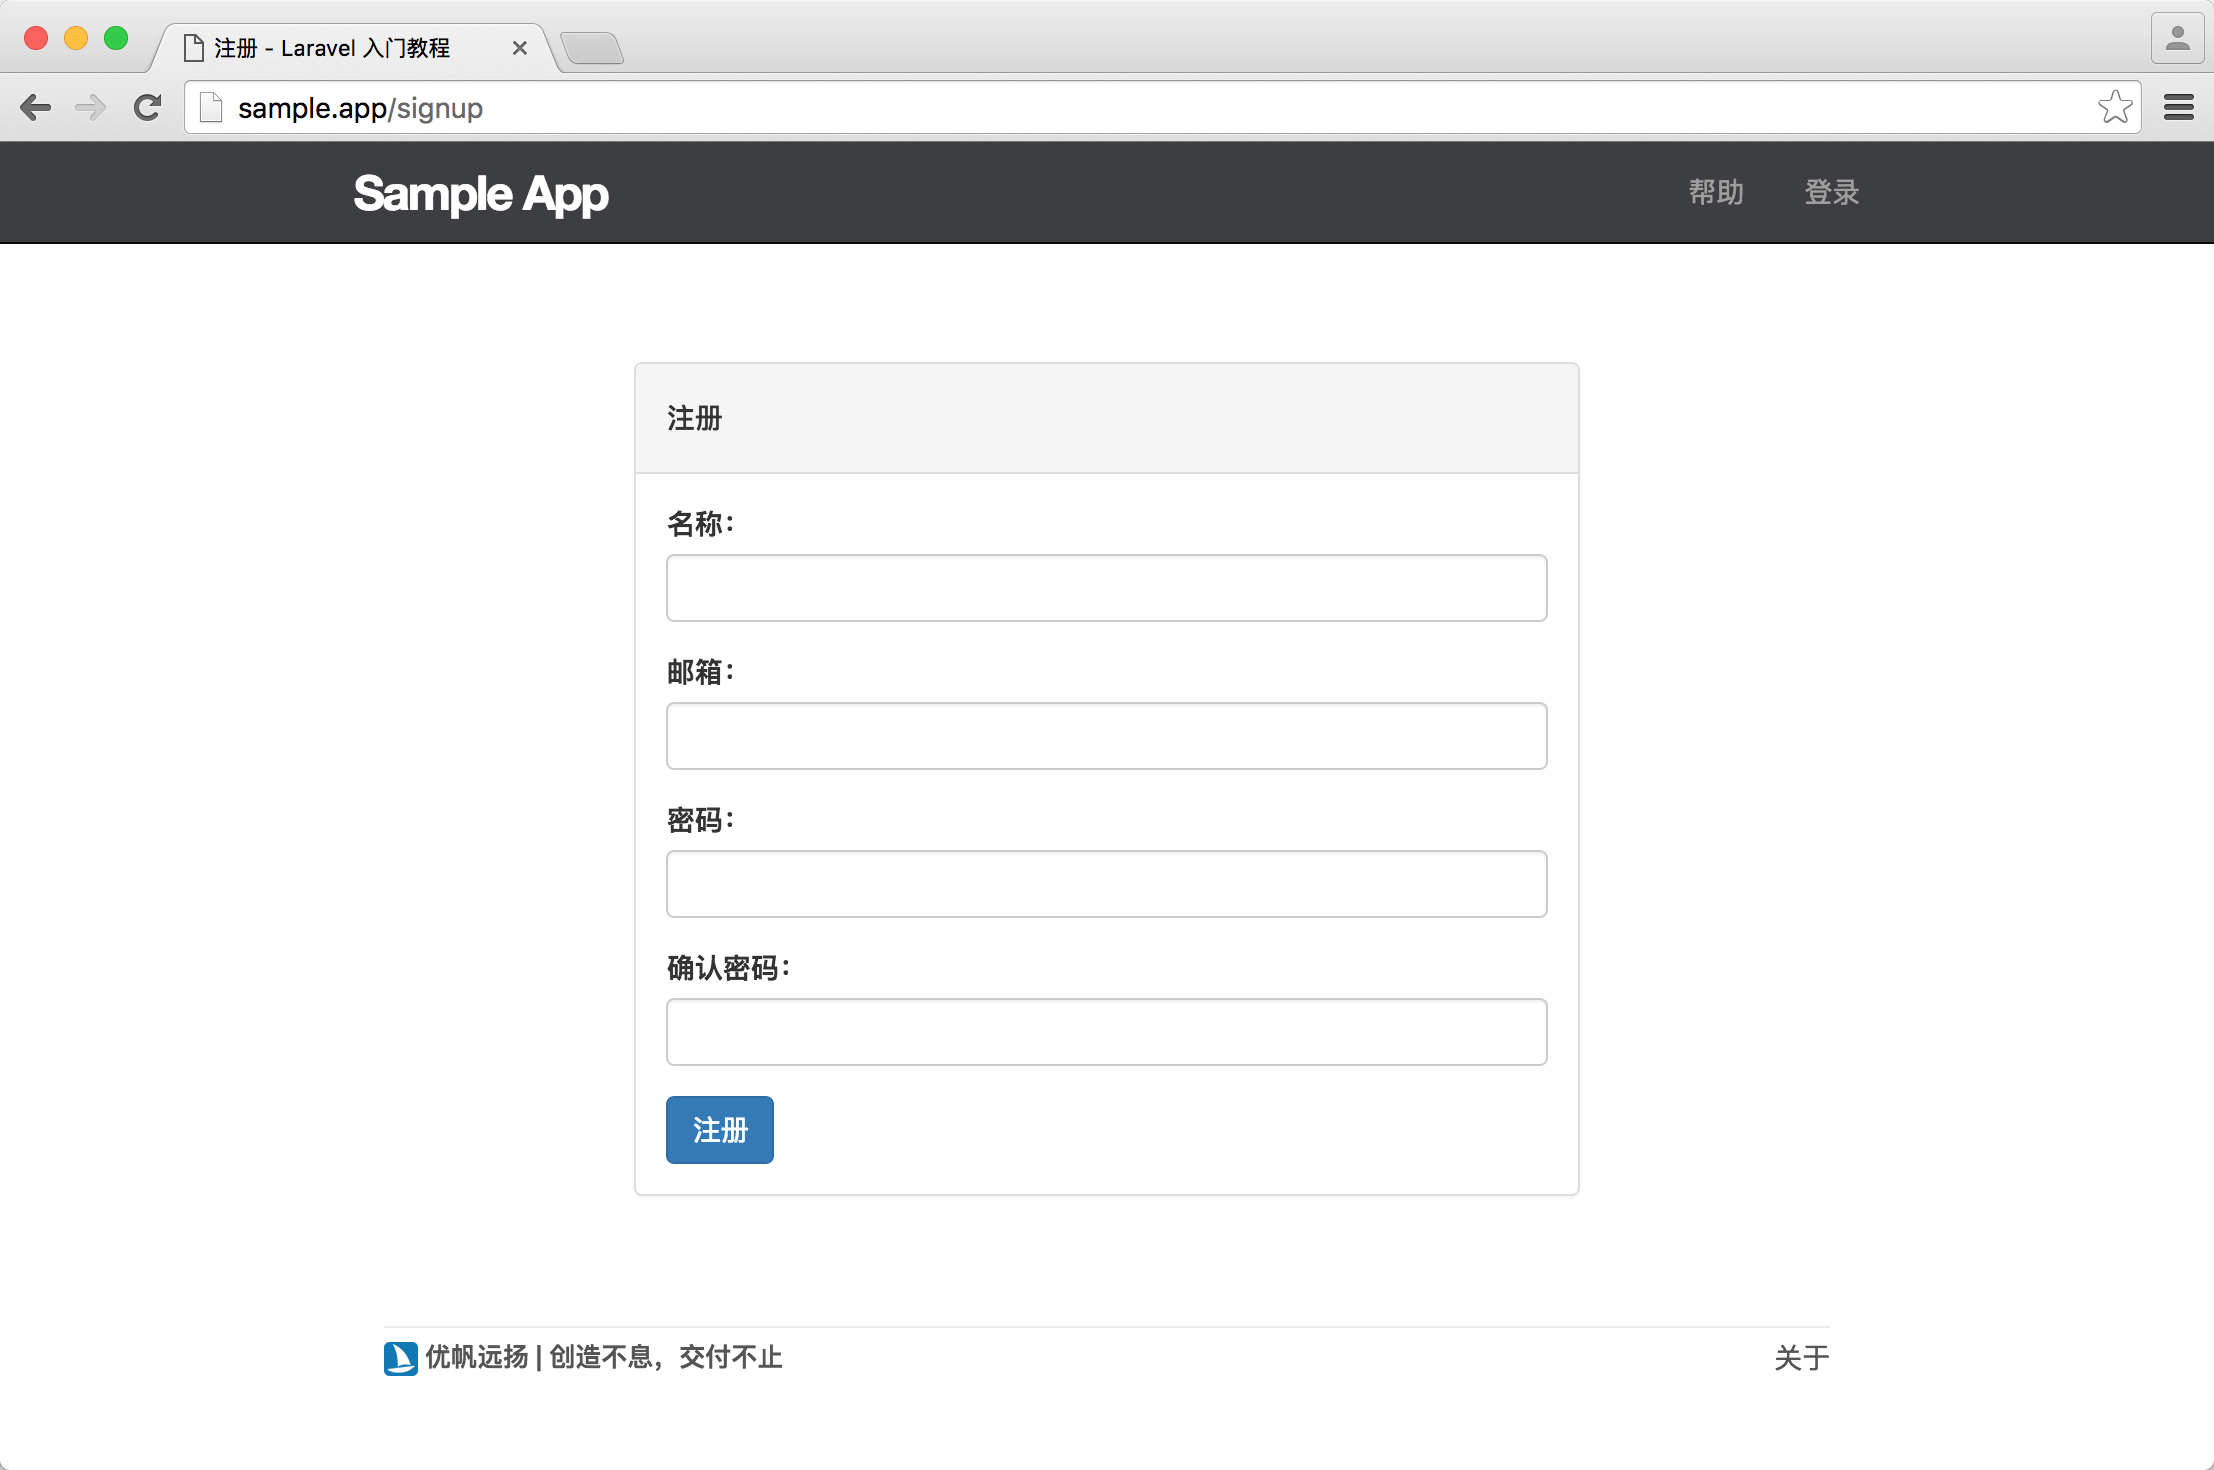 注册 - Laravel 入门教程
sample.app/signup
Sample App
帮助
登录
注册
名称：
邮箱：
密码：
确认密码：
注册
优帆远扬 | 创造不息，交付不止
关于